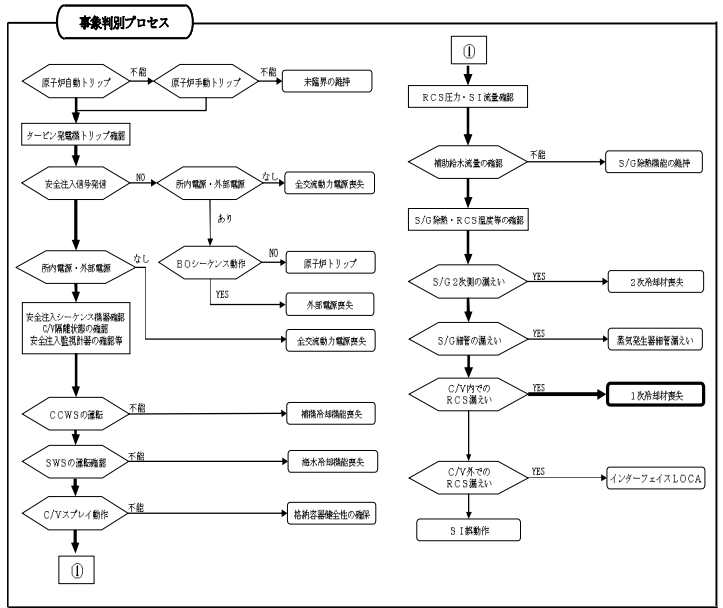 事象判別プロセス
原子炉自動トリップ
不能
原子炉手動トリップ
不能
未臨界の維持
タービン発電機トリップ確認
安全注入信号発信
NO
所内電源・外部電源
なし
全交流動力電源喪失
あり
BOシーケンス動作
NO
原子炉トリップ
YES
外部電源喪失
所内電源・外部電源
なし
全交流動力電源喪失
安全注入シーケンス機器確認
C/V隔離状態の確認
安全注入監視計器の確認等
CCWSの運転
不能
補機冷却機能喪失
SWSの運転確認
不能
海水冷却機能喪失
C/Vスプレイ動作
不能
格納容器健全性の確保
①
①
RCS圧力・SI流量確認
補助給水流量の確認
不能
S/G除熱機能の維持
S/G除熱・RCS温度等の確認
S/G2次側の漏えい
YES
2次冷却材喪失
S/G細管の漏えい
YES
蒸気発生器細管漏えい
C/V内での
RCS漏えい
YES
1次冷却材喪失
C/V外での
RCS漏えい
YES
インターフェイスLOCA
SI誤動作